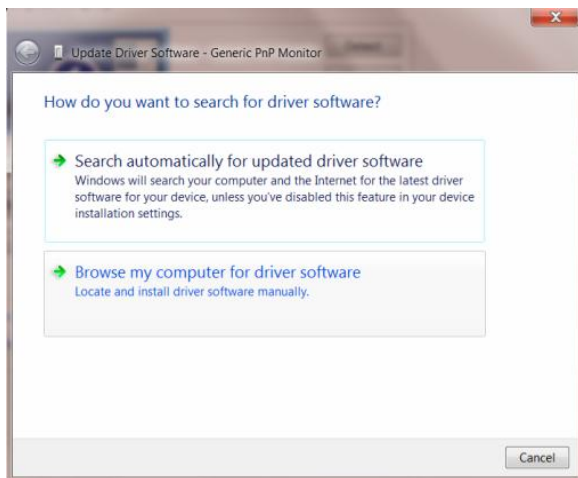 Update Driver Software - Generic PnP Monitor
How do you want to search for driver software?
Search automatically for updated driver software
Windows will search your computer and the Internet for the latest driver
software for your device, unless you've disabled this feature in your device
installation settings.
Browse my computer for driver software
Locate and install driver software manually.
Cancel